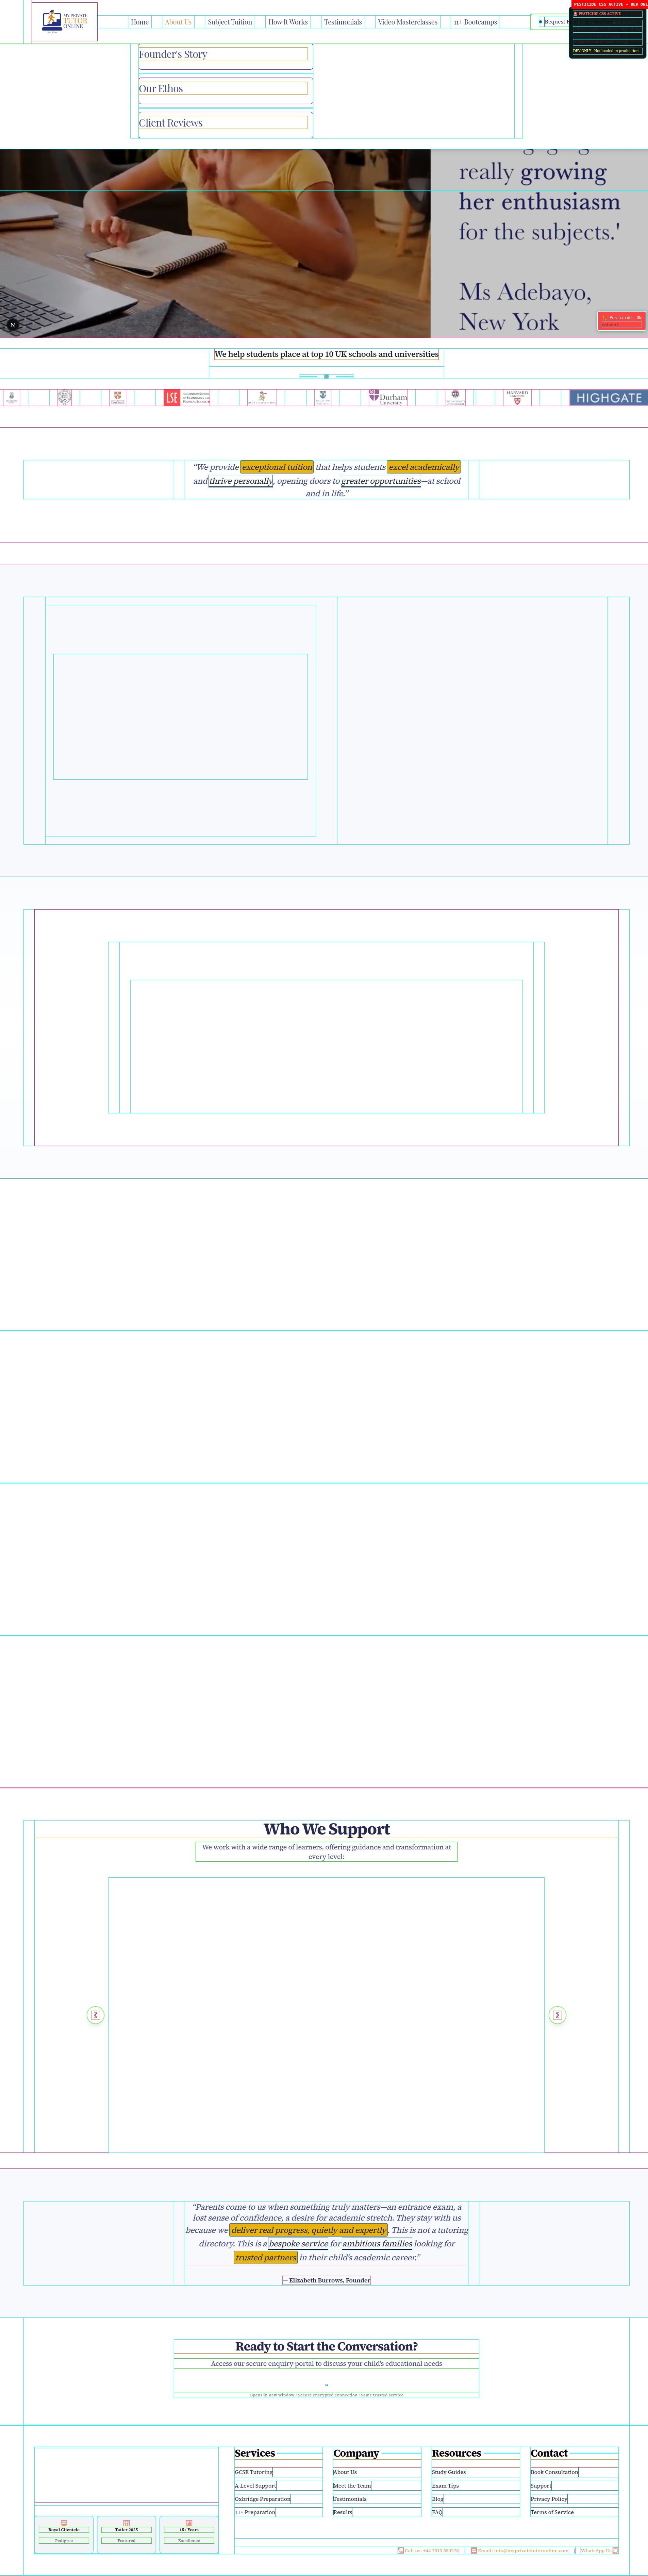 PESTICIDE CSS ACTIVE - DEV ONL
MY PRIVATE
TUTOR
ONLINE
Home
About Us
Subject Tuition
How It Works
Testimonials
Video Masterclasses
11+ Bootcamps
Request
PESTICIDE CSS ACTIVE
DEV ONLY - Not loaded in production
Founder's Story
Our Ethos
Client Reviews
really growing
her enthusiasm
for the subjects.'
Ms Adebayo,
New York
N
Pesticide: ON
We help students place at top 10 UK schools and universities
LSE
Durham
University
HARVARD
HIGHGATE
“We provide exceptional tuition that helps students excel academically
and thrive personally, opening doors to greater opportunities—at school
and in life.”
Who We Support
We work with a wide range of learners, offering guidance and transformation at
every level:
“Parents come to us when something truly matters—an entrance exam, a
lost sense of confidence, a desire for academic stretch. They stay with us
because we deliver real progress, quietly and expertly. This is not a tutoring
directory. This is a bespoke service for ambitious families looking for
trusted partners in their child's academic career.”
— Elizabeth Burrows, Founder
Ready to Start the Conversation?
Access our secure enquiry portal to discuss your child's educational needs
Opens in new window • Secure encrypted connection • Same trusted service
Royal Clientele
Pedigree
Tatler 2025
Featured
15+ Years
Excellence
Services
GCSE Tutoring
A-Level Support
Oxbridge Preparation
11+ Preparation
Company
About Us
Meet the Team
Testimonials
Results
Resources
Study Guides
Exam Tips
Blog
FAQ
Contact
Book Consultation
Support
Privacy Policy
Terms of Service
Email: info@myprivatetutoronline.com
WhatsApp Us